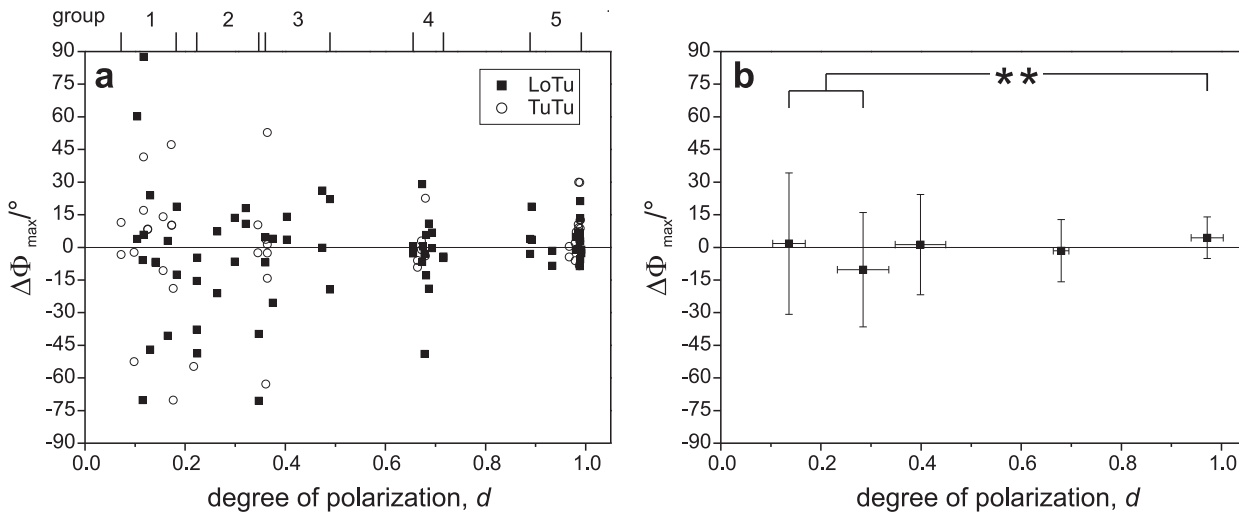 group 1 2 3 4 5
a
LoTu
TuTu
90
75
60
45
30
15
0
-15
-30
-45
-60
-75
-90
ΔΦmax/°
0.0 0.2 0.4 0.6 0.8 1.0
degree of polarization, d
b
**
90
75
60
45
30
15
0
-15
-30
-45
-60
-75
-90
ΔΦmax/°
0.0 0.2 0.4 0.6 0.8 1.0
degree of polarization, d